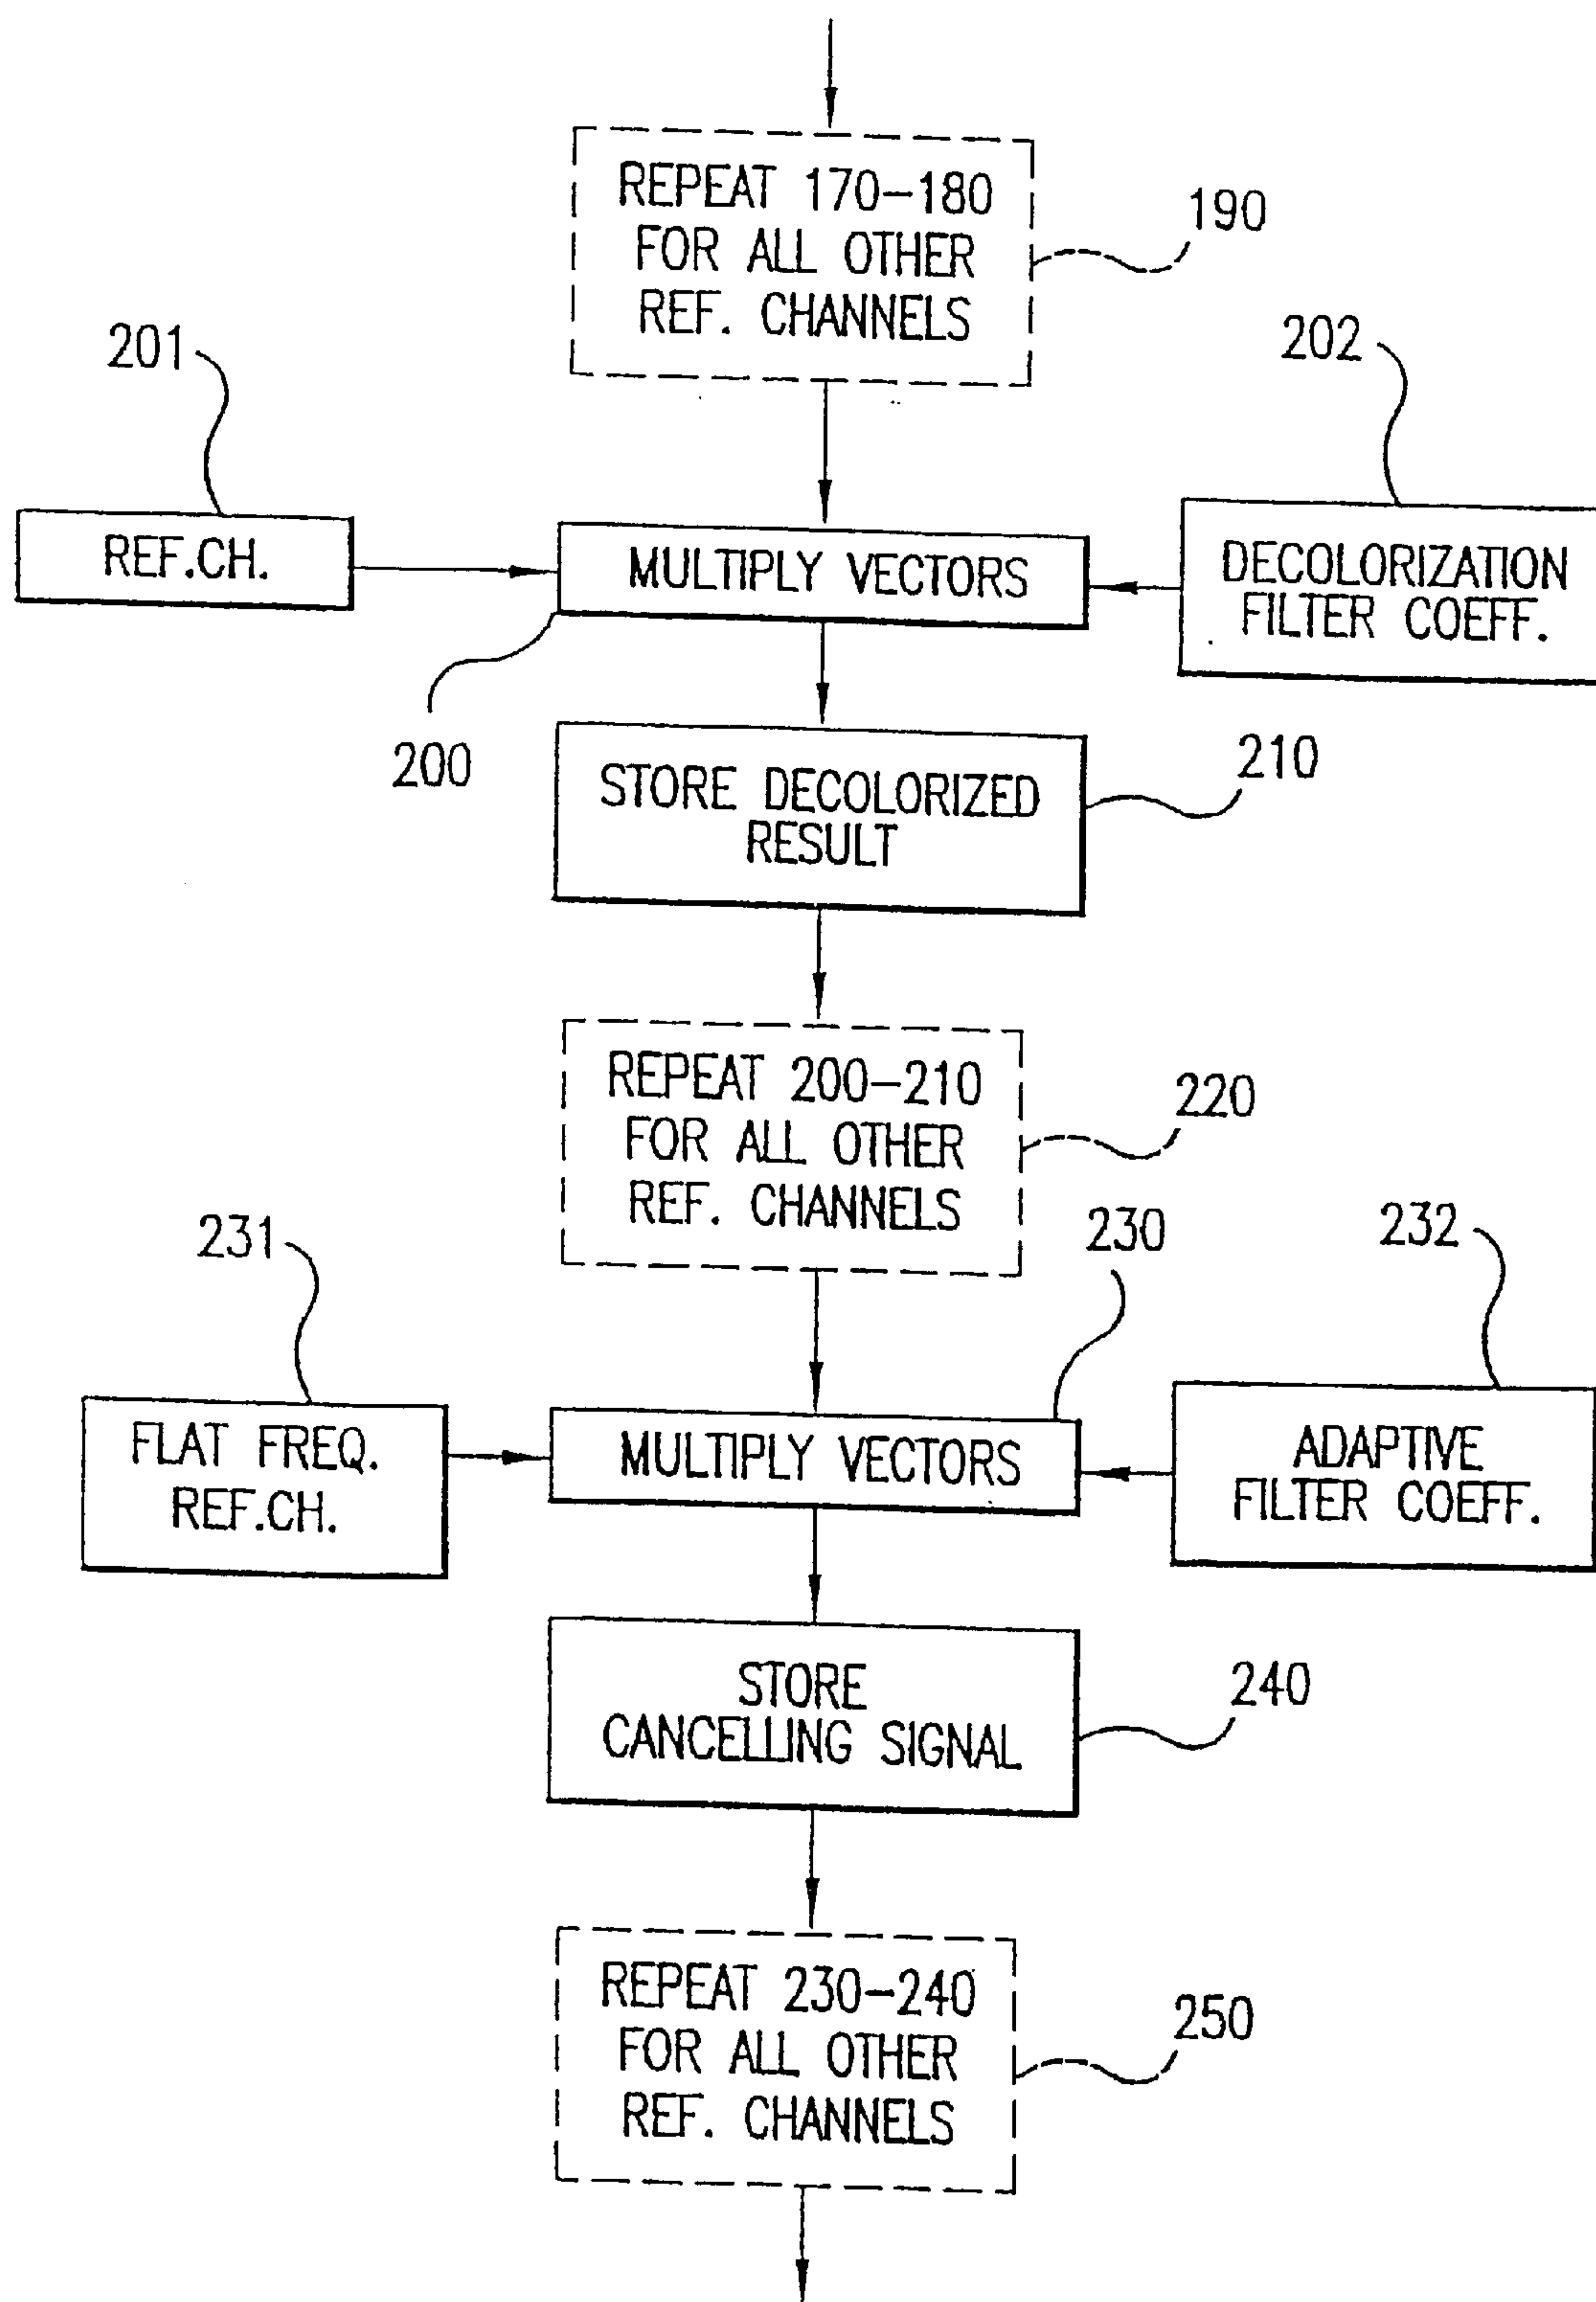 REPEAT 170-180
FOR ALL OTHER
REF. CHANNELS
190
201
202
REF.CH.
MULTIPLY VECTORS
DECOLORIZATION
FILTER COEFF.
200
STORE DECOLORIZED
RESULT
210
REPEAT 200-210
FOR ALL OTHER
REF. CHANNELS
220
231
230
232
FLAT FREQ.
REF.CH.
MULTIPLY VECTORS
ADAPTIVE
FILTER COEFF.
STORE
CANCELLING SIGNAL
240
REPEAT 230-240
FOR ALL OTHER
REF. CHANNELS
250